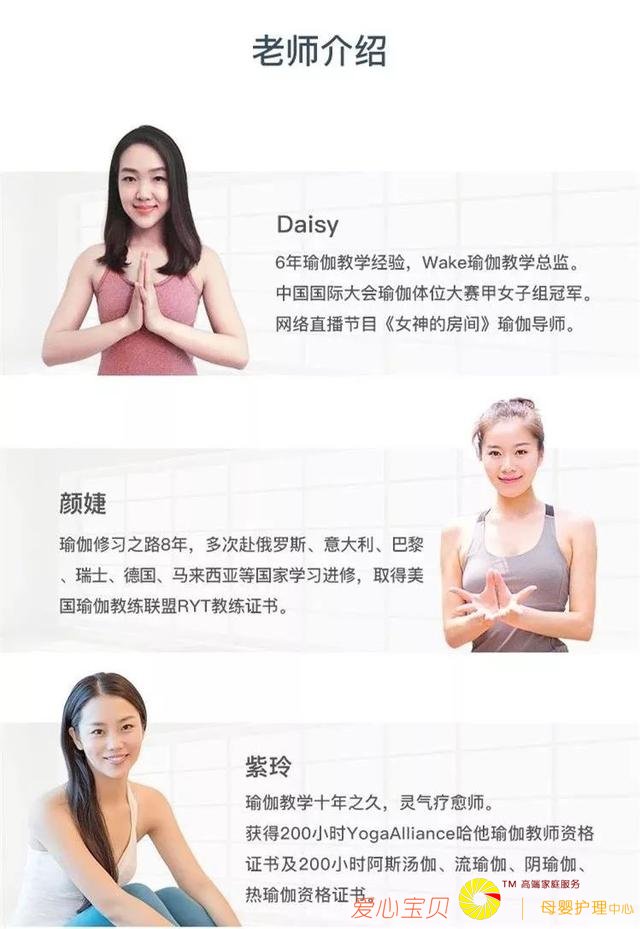 老师介绍
Daisy
6年瑜伽教学经验，Wake瑜伽教学总监。
中国国际大会瑜伽体位大赛甲女子组冠军。
网络直播节目《女神的房间》瑜伽导师。
颜婕
瑜伽修习之路8年，多次赴俄罗斯、意大利、巴黎
、瑞士、德国、马来西亚等国家学习进修，取得美
国瑜伽教练联盟RYT教练证书。
紫玲
瑜伽教学十年之久，灵气疗愈师。
获得200小时YogaAlliance哈他瑜伽教师资格
证书及200小时阿斯汤伽、流瑜伽、阴瑜伽、
热瑜伽资格证书。
爱心宝贝 TM 高端家庭服务 | 母婴护理中心